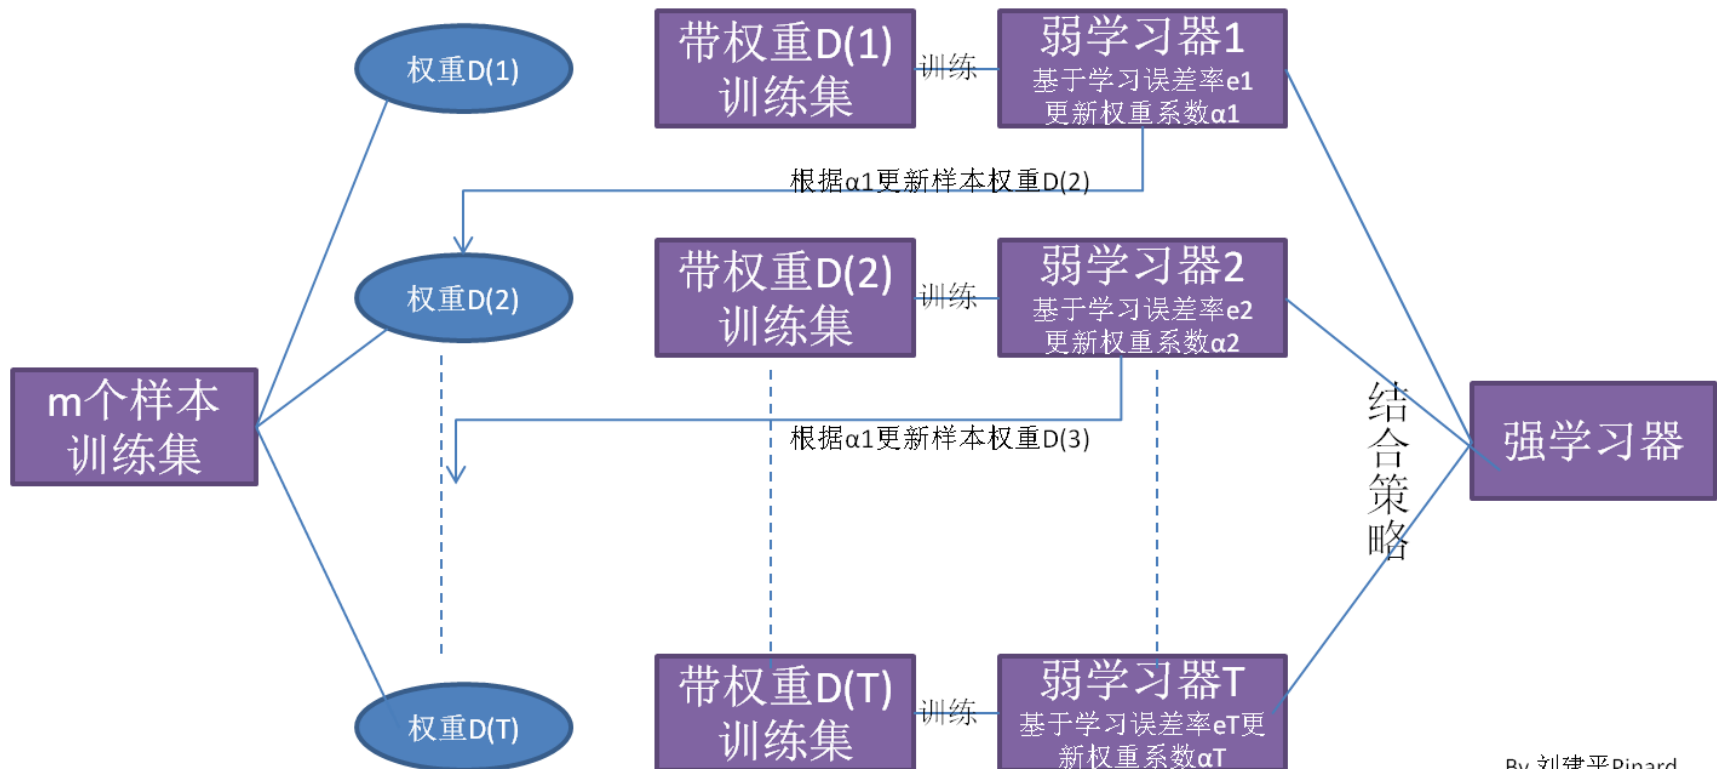 权重D(1)
带权重D(1)
训练集
训练
弱学习器1
基于学习误差率e1
更新权重系数α1
根据α1更新样本权重D(2)
权重D(2)
带权重D(2)
训练集
训练
弱学习器2
基于学习误差率e2
更新权重系数α2
m个样本
训练集
根据α1更新样本权重D(3)
结
合
策
略
强学习器
权重D(T)
带权重D(T)
训练集
训练
弱学习器T
基于学习误差率eT更
新权重系数αT
By 刘建平Pinard